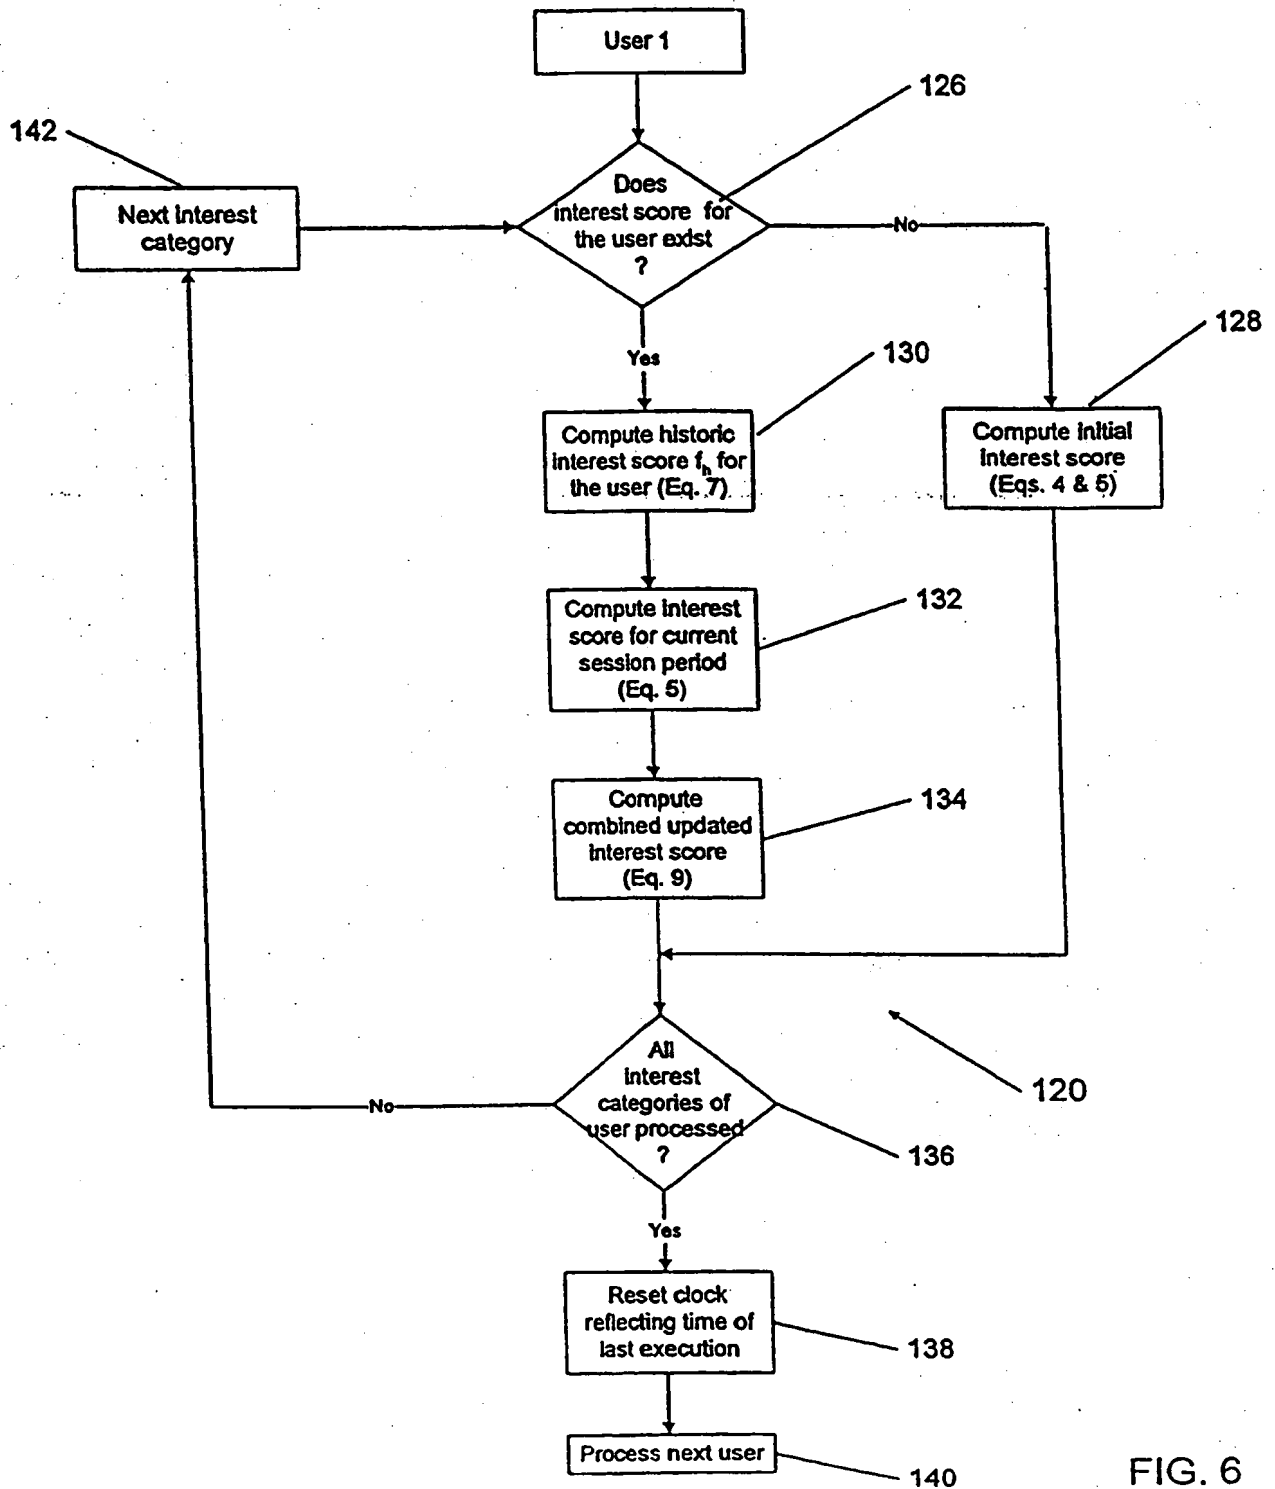 User 1
126
142
Does
interest score for
the user exist
?
Next interest
category
No
128
Yes
130
Compute historic
interest score fh for
the user (Eq. 7)
Compute initial
interest score
(Eqs. 4 & 5)
Compute interest
score for current
session period
(Eq. 5)
132
Compute
combined updated
interest score
(Eq. 9)
134
All
interest
categories of
user processed
?
No
120
136
Yes
Reset clock
reflecting time of
last execution
138
Process next user
140
FIG. 6